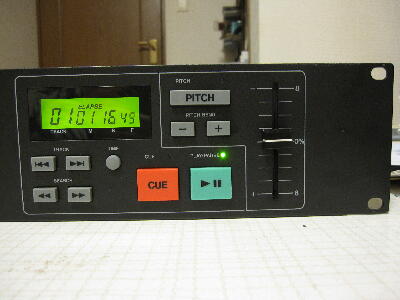 PITCH
8
ELAPSE
PITCH
01 01 16 49
PITCH BEND
TRACK M S F
− +
0%
TRACK
TIME
CUE
PLAY/PAUSE
CUE
SEARCH
8